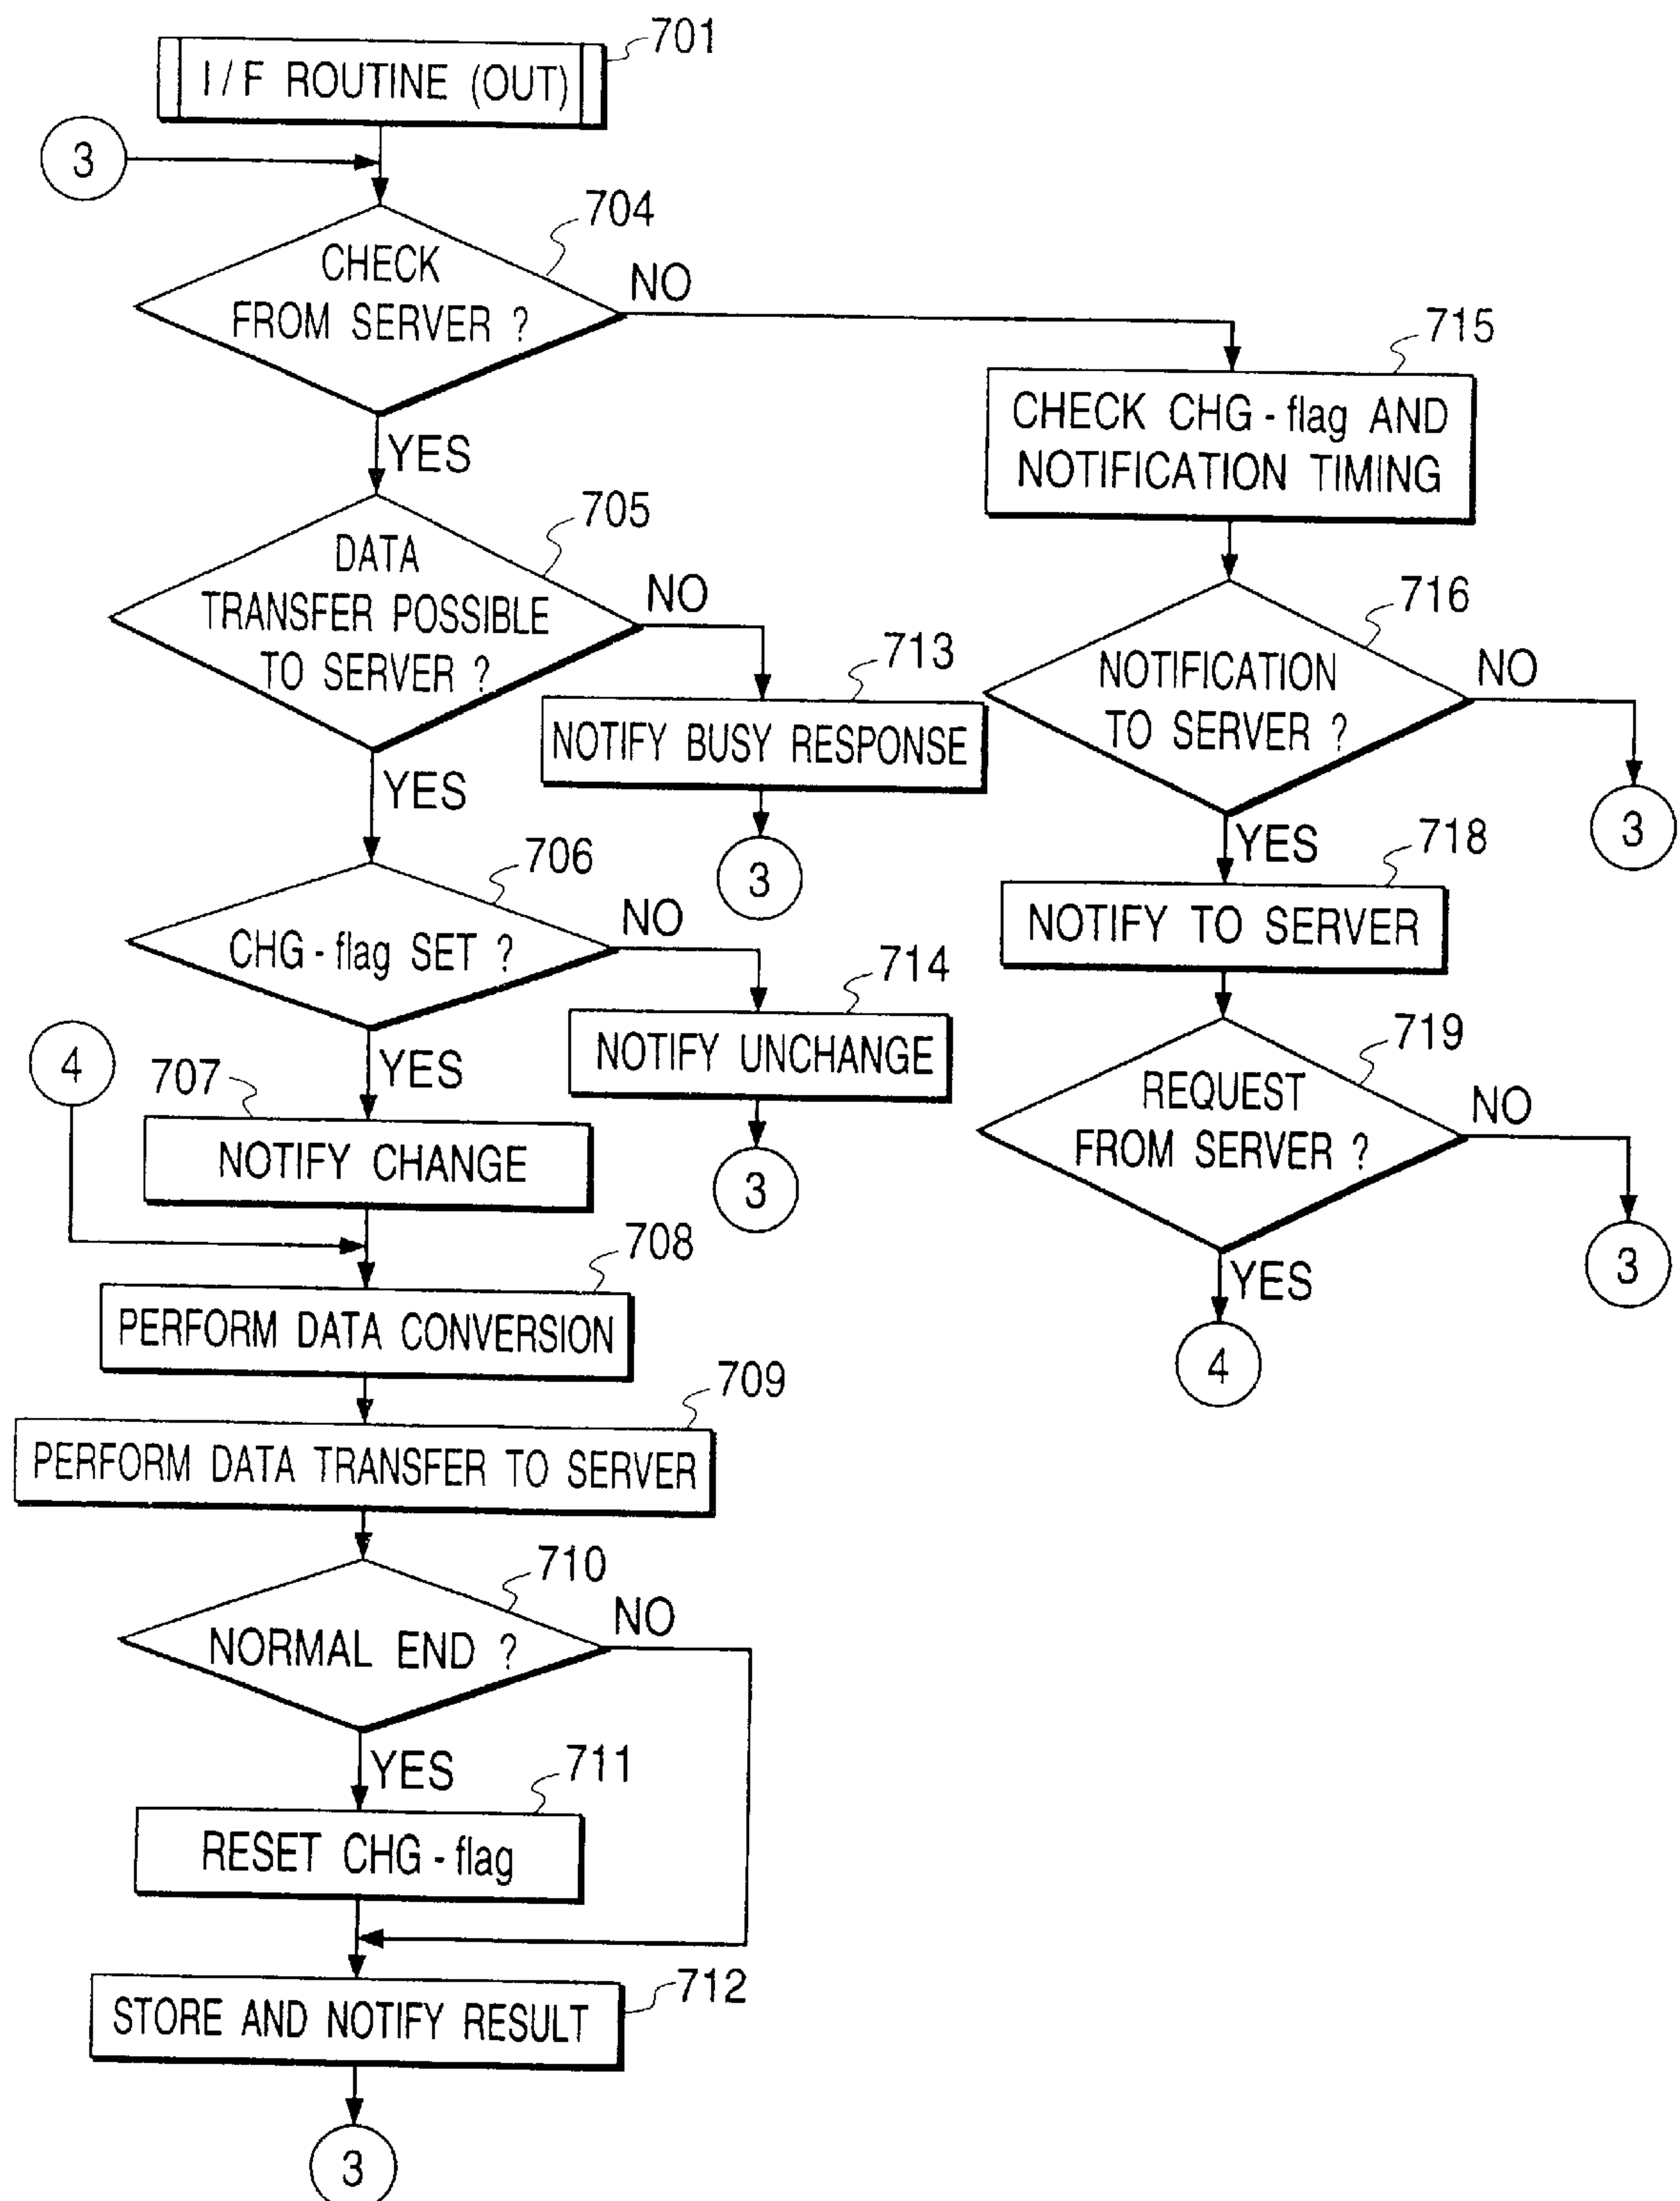 701
I/F ROUTINE (OUT)
3
704
CHECK
FROM SERVER ?
NO
YES
715
CHECK CHG-flag AND
NOTIFICATION TIMING
705
DATA
TRANSFER POSSIBLE
TO SERVER ?
NO
YES
713
NOTIFY BUSY RESPONSE
3
716
NOTIFICATION
TO SERVER ?
NO
3
YES
718
NOTIFY TO SERVER
706
CHG-flag SET ?
NO
YES
714
NOTIFY UNCHANGE
3
719
REQUEST
FROM SERVER ?
NO
3
YES
4
4
707
NOTIFY CHANGE
708
PERFORM DATA CONVERSION
709
PERFORM DATA TRANSFER TO SERVER
710
NORMAL END ?
NO
YES
711
RESET CHG-flag
712
STORE AND NOTIFY RESULT
3